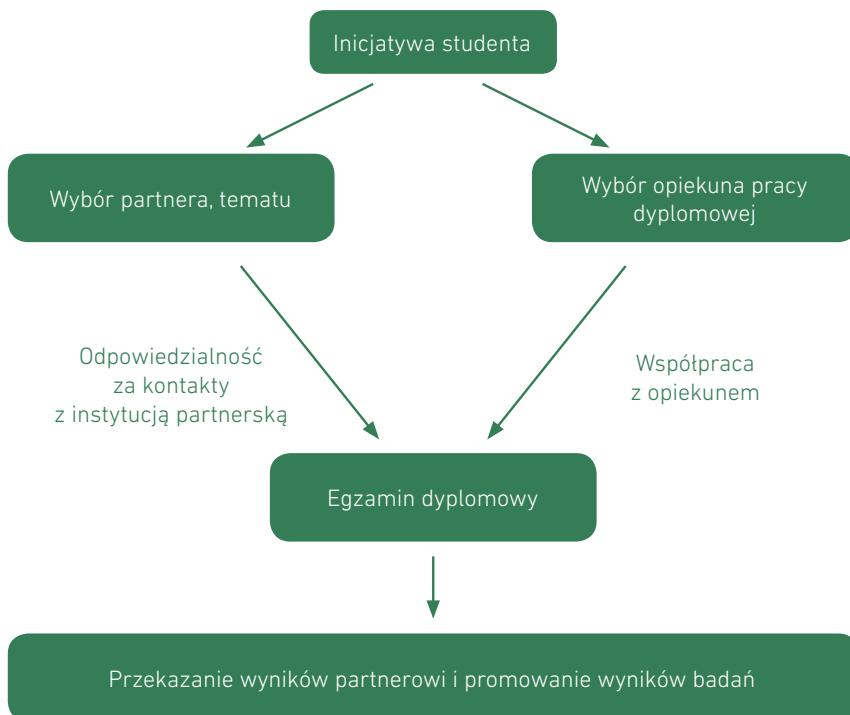 Inicjatywa studenta
Wybór partnera, tematu
Wybór opiekuna pracy
dyplomowej
Odpowiedzialność
za kontakty
z instytucją partnerską
Współpraca
z opiekunem
Egzamin dyplomowy
Przekazanie wyników partnerowi i promowanie wyników badań